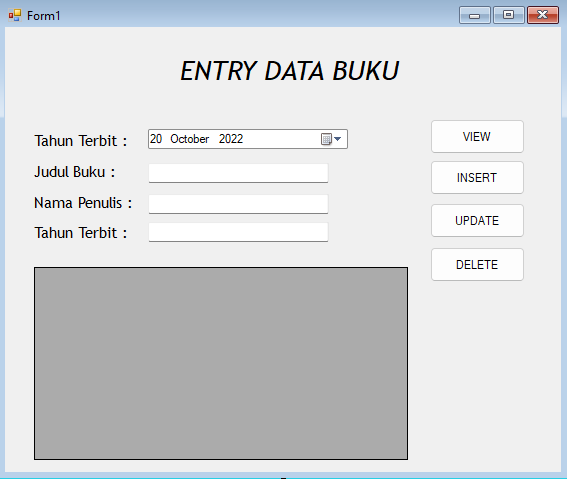 Form1
ENTRY DATA BUKU
Tahun Terbit : 20 October 2022
VIEW
Judul Buku :
INSERT
Nama Penulis :
UPDATE
Tahun Terbit :
DELETE